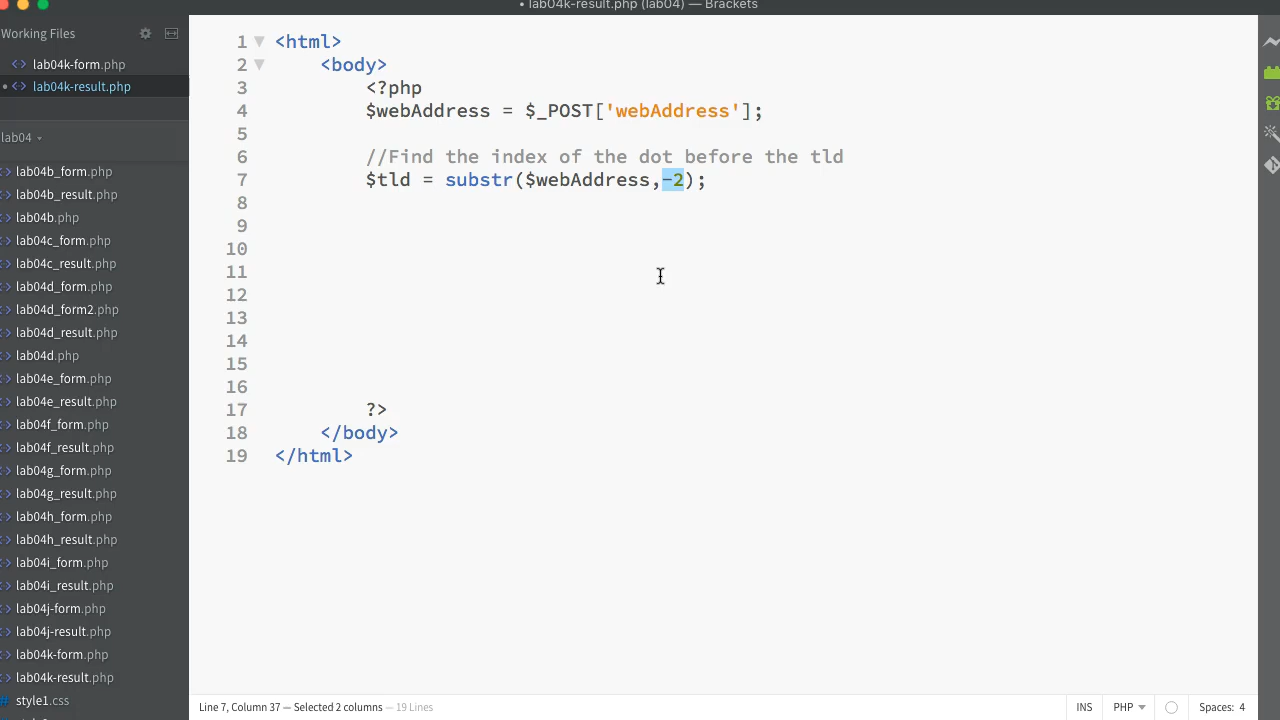 • lab04k-result.php (lab04) — Brackets
Working Files
lab04k-form.php
lab04k-result.php
lab04
lab04b_form.php
lab04b_result.php
lab04b.php
lab04c_form.php
lab04c_result.php
lab04d_form.php
lab04d_form2.php
lab04d_result.php
lab04d.php
lab04e_form.php
lab04e_result.php
lab04f_form.php
lab04f_result.php
lab04g_form.php
lab04g_result.php
lab04h_form.php
lab04h_result.php
lab04i_form.php
lab04i_result.php
lab04j-form.php
lab04j-result.php
lab04k-form.php
lab04k-result.php
style1.css
1 <html>
2 <body>
3 <?php
4 $webAddress = $_POST['webAddress'];
5
6 //Find the index of the dot before the tld
7 $tld = substr($webAddress,-2);
8
9
10
11
12
13
14
15
16
17 ?>
18 </body>
19 </html>
Line 7, Column 37 — Selected 2 columns — 19 Lines
INS
PHP
Spaces: 4